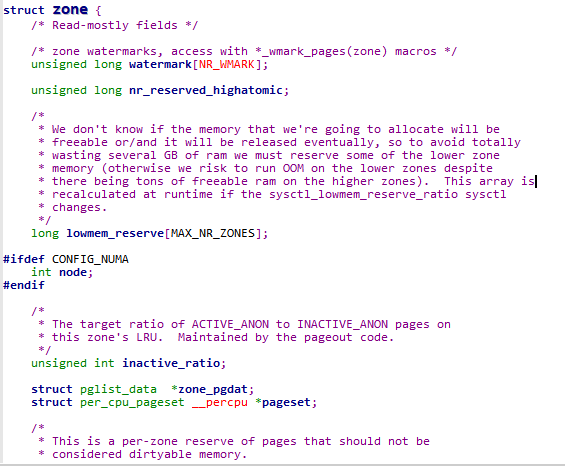 struct zone {
/* Read-mostly fields */
/* zone watermarks, access with *_wmark_pages(zone) macros */
unsigned long watermark[NR_WMARK];
unsigned long nr_reserved_highatomic;
/*
* We don't know if the memory that we're going to allocate will be
* freeable or/and it will be released eventually, so to avoid totally
* wasting several GB of ram we must reserve some of the lower zone
* memory (otherwise we risk to run OOM on the lower zones despite
* there being tons of freeable ram on the higher zones).  This array is
* recalculated at runtime if the sysctl_lowmem_reserve_ratio sysctl
* changes.
*/
long lowmem_reserve[MAX_NR_ZONES];
#ifdef CONFIG_NUMA
int node;
#endif
/*
* The target ratio of ACTIVE_ANON to INACTIVE_ANON pages on
* this zone's LRU.  Maintained by the pageout code.
*/
unsigned int inactive_ratio;
struct pglist_data  *zone_pgdat;
struct per_cpu_pageset __percpu *pageset;
/*
* This is a per-zone reserve of pages that should not be
* considered dirtyable memory.